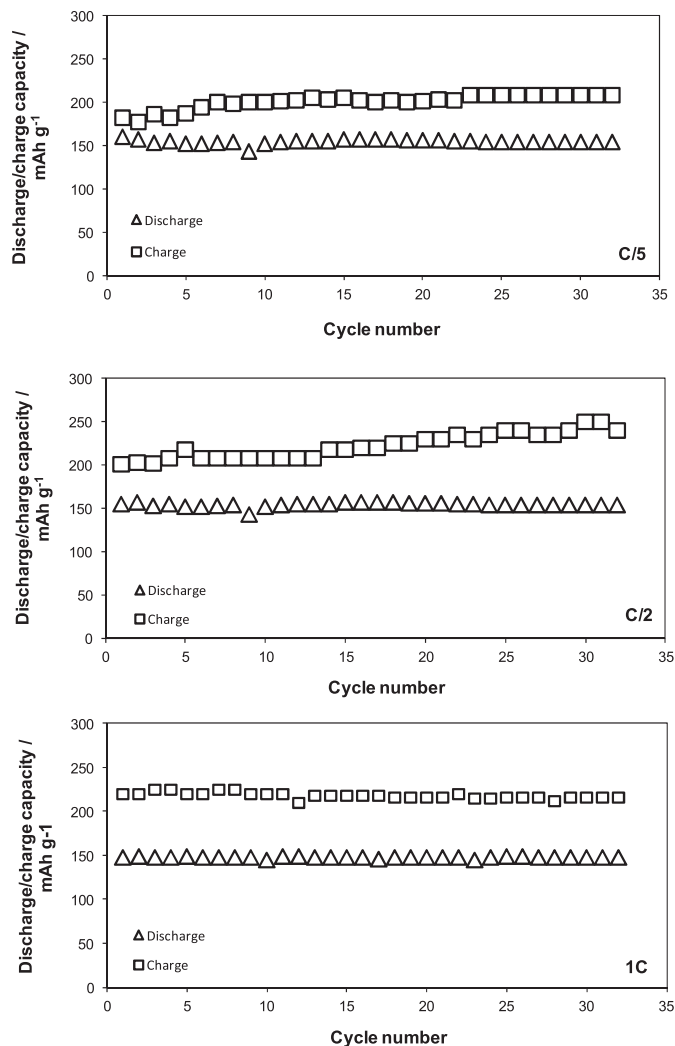 Discharge/charge capacity /
mAh g-1
300
250
200
150
100
50
0
Discharge
Charge
C/5
0 5 10 15 20 25 30 35
Cycle number
Discharge/charge capacity /
mAh g-1
300
250
200
150
100
50
0
Discharge
Charge
C/2
0 5 10 15 20 25 30 35
Cycle number
Discharge/charge capacity /
mAh g-1
300
250
200
150
100
50
0
Discharge
Charge
1C
0 5 10 15 20 25 30 35
Cycle number